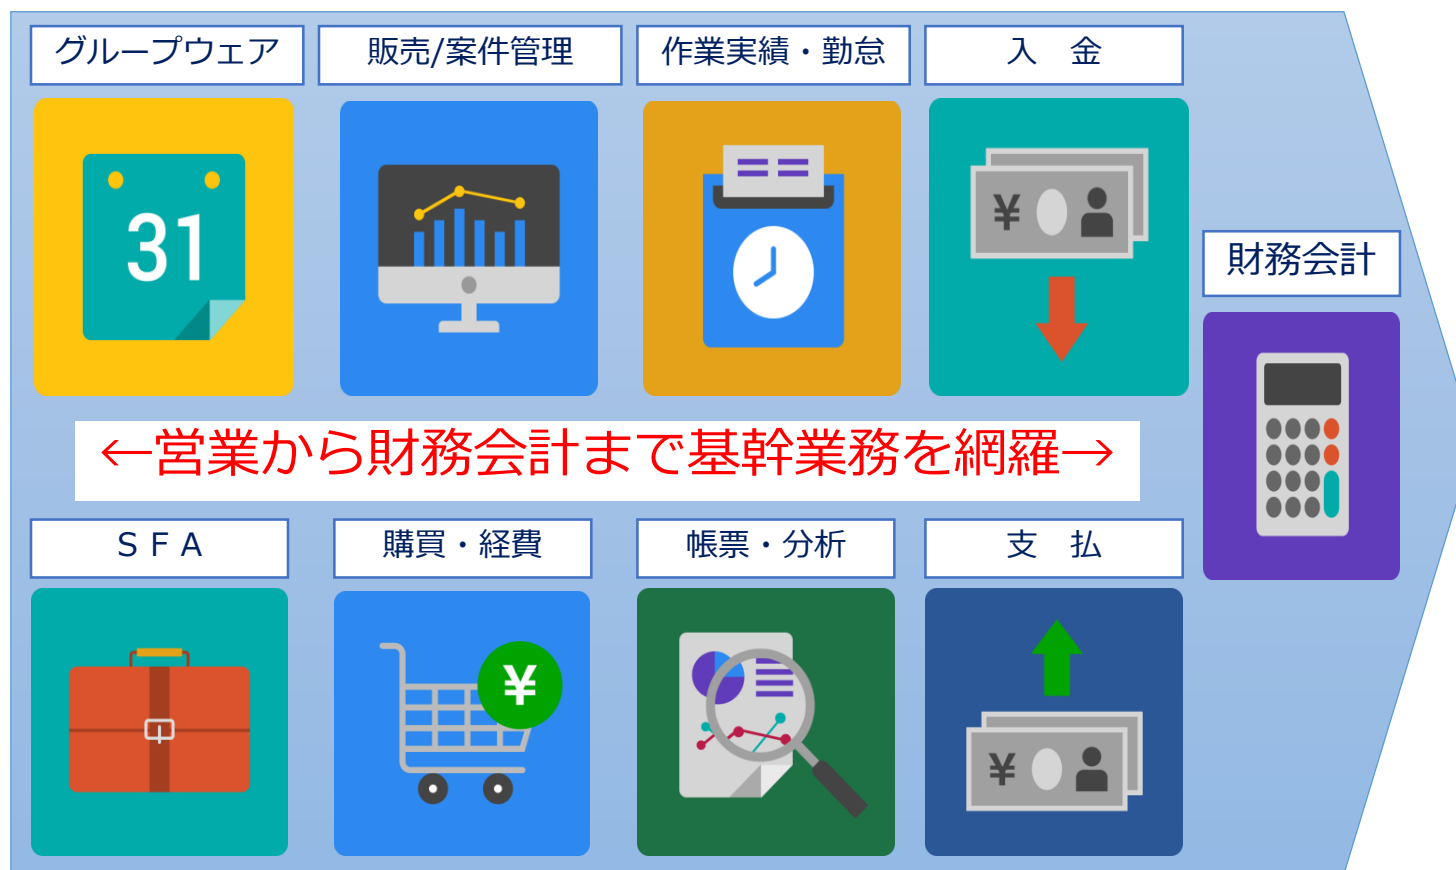 グループウェア
販売/案件管理
作業実績・勤怠
入　金
31
¥
財務会計
←営業から財務会計まで基幹業務を網羅→
ＳＦＡ
購買・経費
帳票・分析
支　払
¥
¥